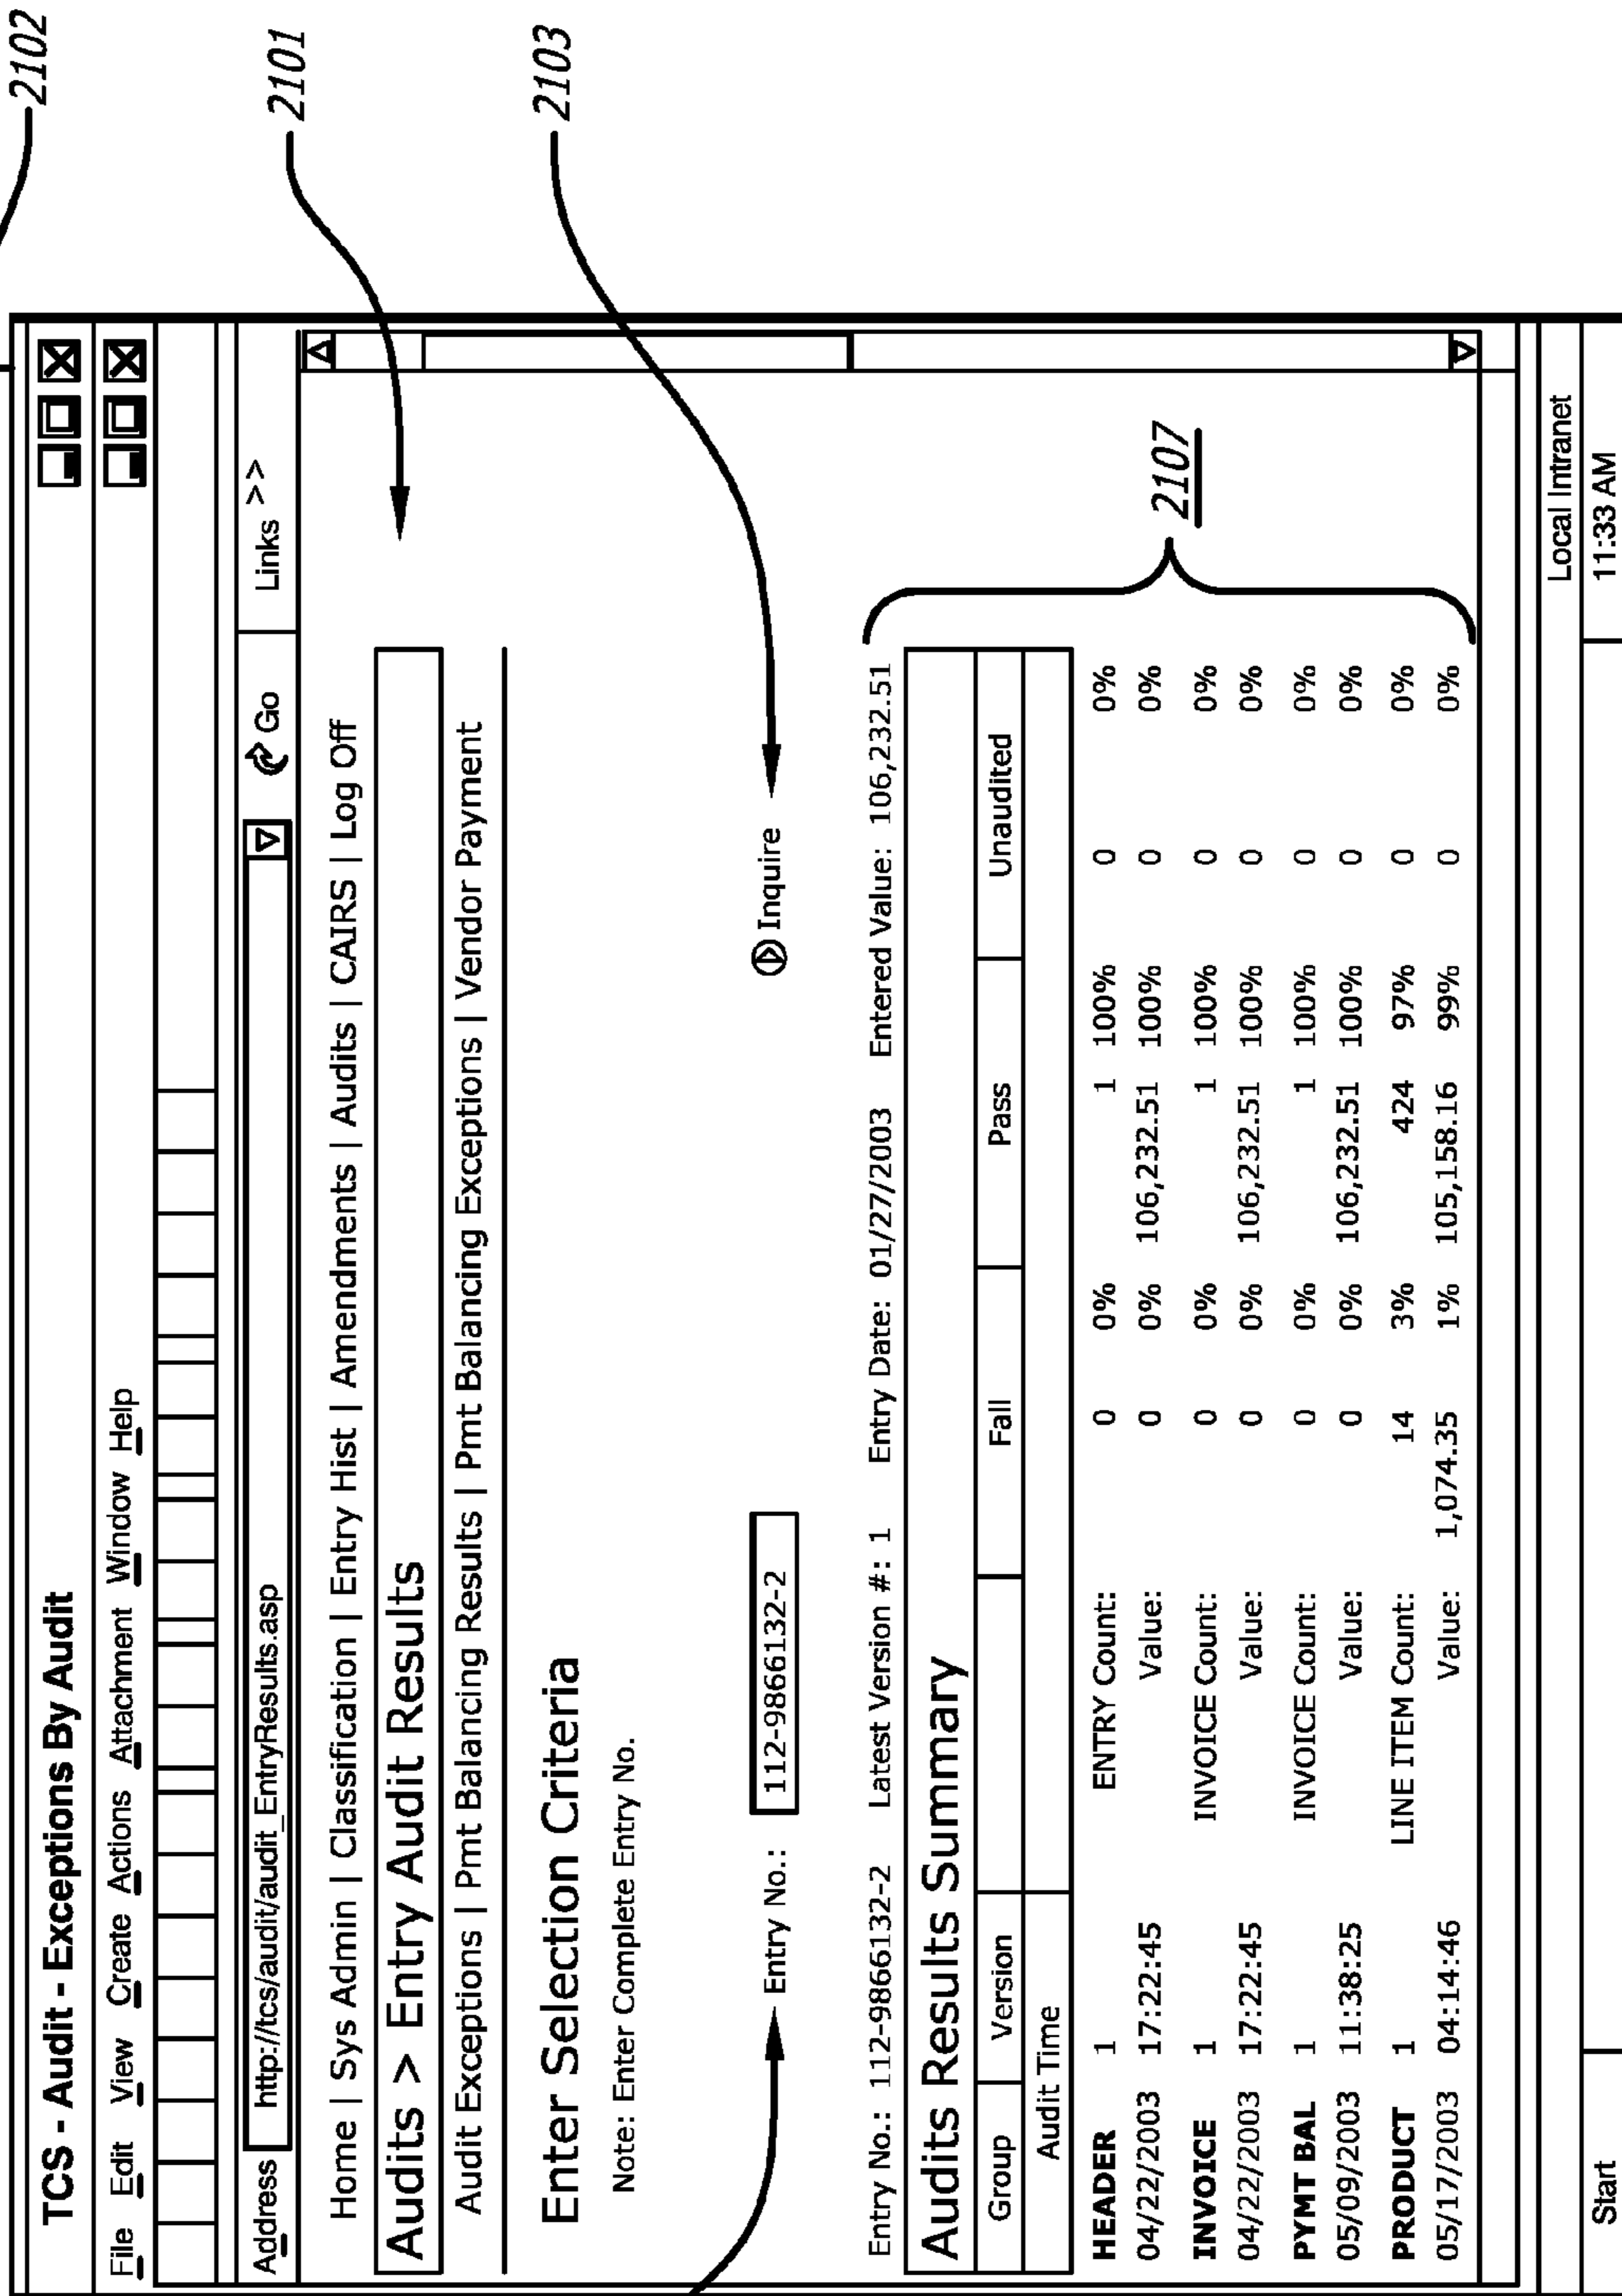 2102
TCS - Audit - Exceptions By Audit
File Edit View Create Actions Attachment Window Help
Address http://tcs/audit/audit_EntryResults.asp Go Links >>
2101
Home | Sys Admin | Classification | Entry Hist | Amendments | Audits | CAIRS | Log Off
Audits > Entry Audit Results
Audit Exceptions | Pmt Balancing Results | Pmt Balancing Exceptions | Vendor Payment
Enter Selection Criteria
2103
Note: Enter Complete Entry No.
Entry No.: 112-9866132-2 Inquire
Entry No.: 112-9866132-2 Latest Version #: 1 Entry Date: 01/27/2003 Entered Value: 106,232.51
Audits Results Summary
Group Version Fall Pass Unaudited
Audit Time
HEADER 1 ENTRY Count: 0 0% 1 100% 0 0%
04/22/2003 17:22:45 Value: 0 0% 106,232.51 100% 0 0%
2107
INVOICE 1 INVOICE Count: 0 0% 1 100% 0 0%
04/22/2003 17:22:45 Value: 0 0% 106,232.51 100% 0 0%
PYMT BAL 1 INVOICE Count: 0 0% 1 100% 0 0%
05/09/2003 11:38:25 Value: 0 0% 106,232.51 100% 0 0%
PRODUCT 1 LINE ITEM Count: 14 3% 424 97% 0 0%
05/17/2003 04:14:46 Value: 1,074.35 1% 105,158.16 99% 0 0%
Local Intranet
Start 11:33 AM